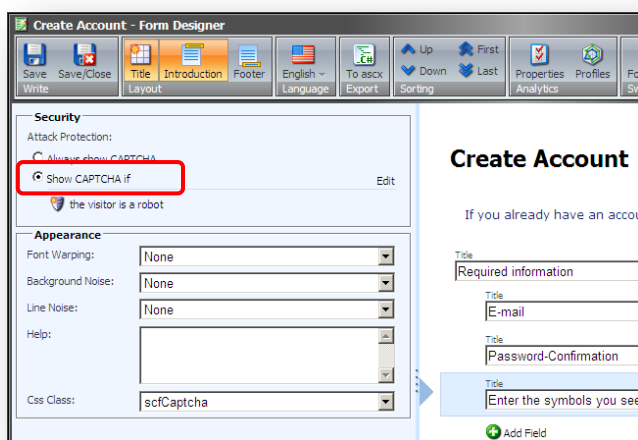 Create Account - Form Designer
Save Save/Close Title Introduction Footer English To ascx Up First Down Last Properties Profiles
Write Layout Language Export Sorting Analytics
Security
Attack Protection:
Always show CAPTCHA
Show CAPTCHA if Edit
the visitor is a robot
Appearance
Font Warping: None
Background Noise: None
Line Noise: None
Help:
Css Class: scfCaptcha
Create Account
If you already have an accou
Title
Required information
Title
E-mail
Title
Password-Confirmation
Title
Enter the symbols you see
Add Field